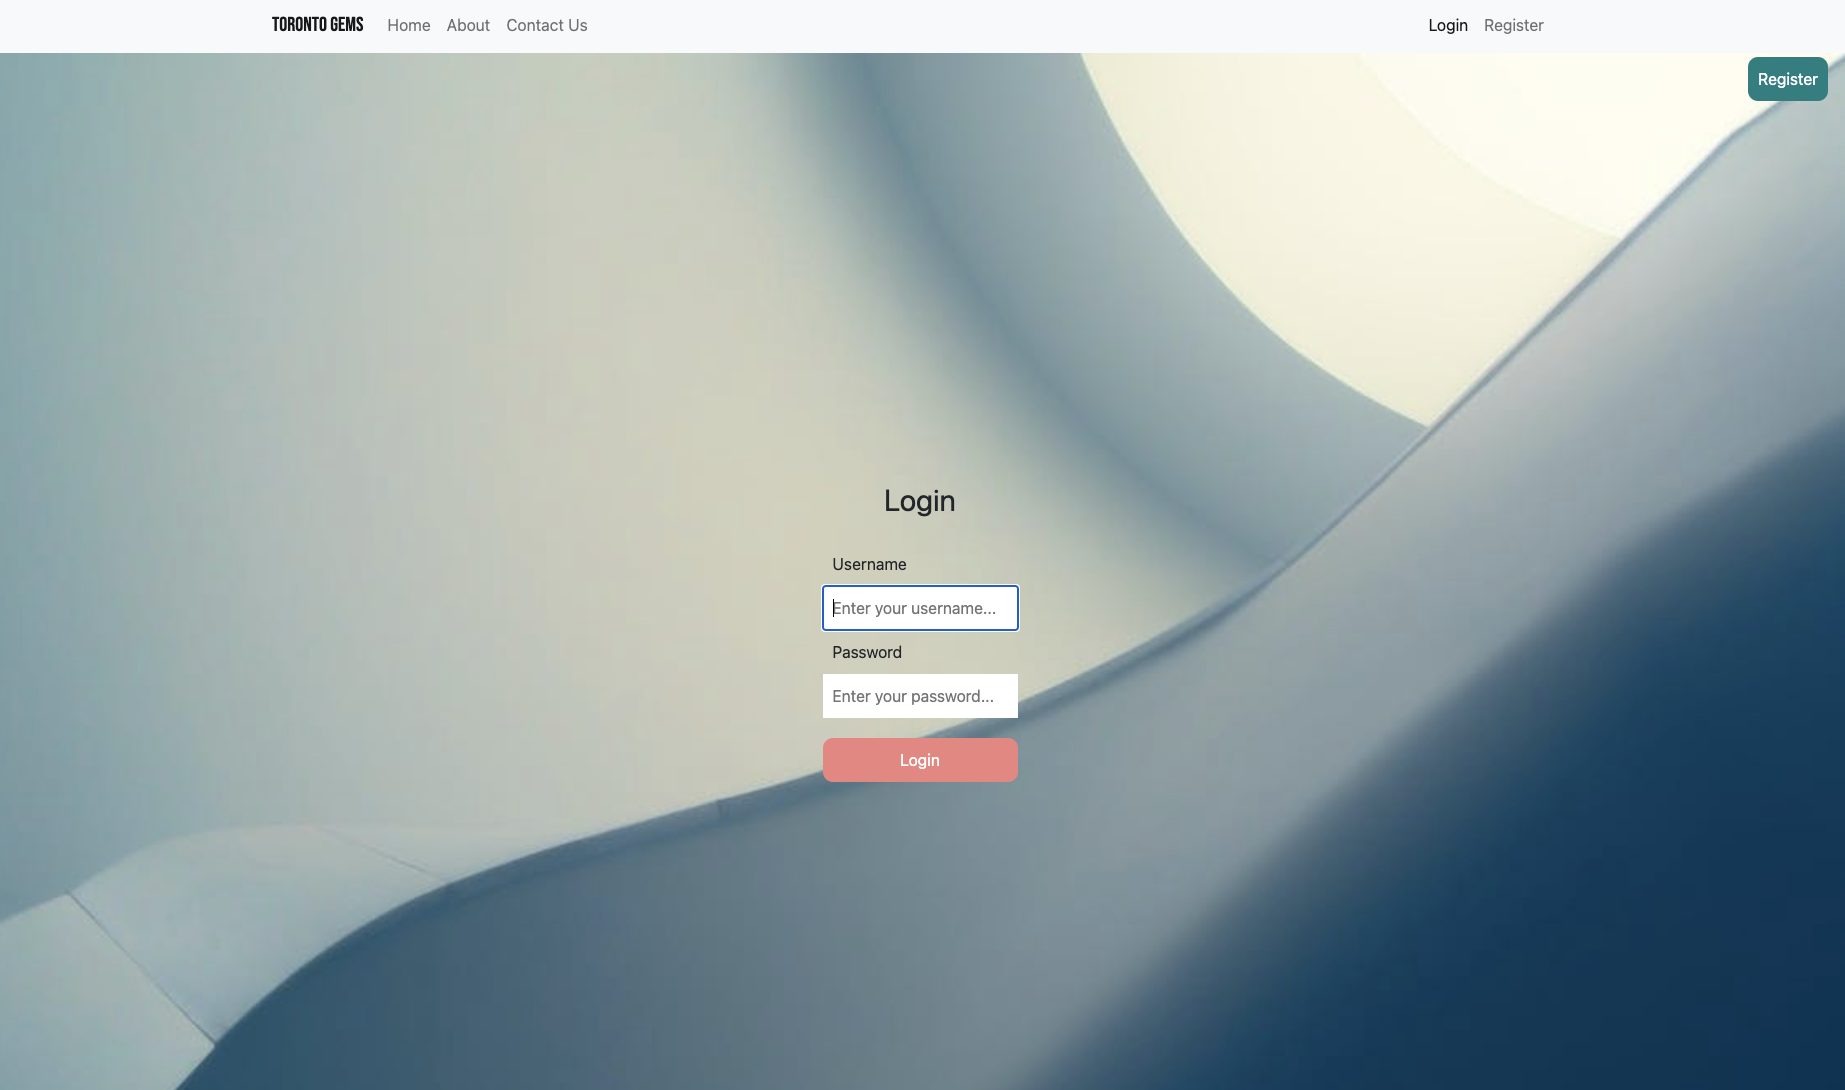 TORONTO GEMS Home About Contact Us Login Register
Register
Login
Username
Enter your username...
Password
Enter your password...
Login